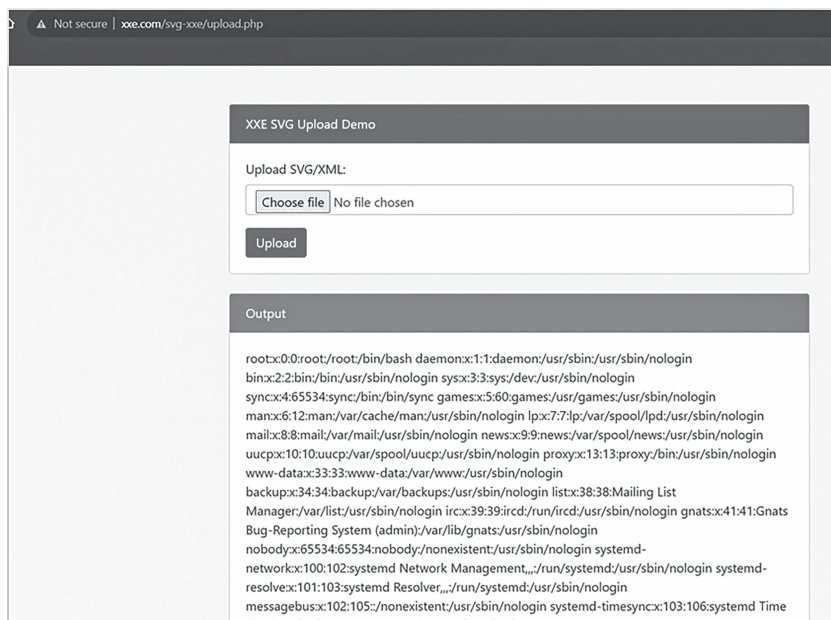 Not secure | xxe.com/svg-xxe/upload.php
XXE SVG Upload Demo
Upload SVG/XML:
Choose file No file chosen
Upload
Output
root:x:0:0:root:/root:/bin/bash daemon:x:1:1:daemon:/usr/sbin:/usr/sbin/nologin
bin:x:2:2:bin:/bin:/usr/sbin/nologin sys:x:3:3:sys:/dev:/usr/sbin/nologin
sync:x:4:65534:sync:/bin:/bin/sync games:x:5:60:games:/usr/games:/usr/sbin/nologin
man:x:6:12:man:/var/cache/man:/usr/sbin/nologin lp:x:7:7:lp:/var/spool/lpd:/usr/sbin/nologin
mail:x:8:8:mail:/var/mail:/usr/sbin/nologin news:x:9:9:news:/var/spool/news:/usr/sbin/nologin
uucp:x:10:10:uucp:/var/spool/uucp:/usr/sbin/nologin proxy:x:13:13:proxy:/bin:/usr/sbin/nologin
www-data:x:33:33:www-data:/var/www:/usr/sbin/nologin
backup:x:34:34:backup:/var/backups:/usr/sbin/nologin list:x:38:38:Mailing List
Manager:/var/list:/usr/sbin/nologin irc:x:39:39:ircd:/run/ircd:/usr/sbin/nologin gnats:x:41:41:Gnats
Bug-Reporting System (admin):/var/lib/gnats:/usr/sbin/nologin
nobody:x:65534:65534:nobody:/nonexistent:/usr/sbin/nologin systemd-
network:x:100:102:systemd Network Management,,,:/run/systemd:/usr/sbin/nologin systemd-
resolve:x:101:103:systemd Resolver,,,:/run/systemd:/usr/sbin/nologin
messagebus:x:102:105::/nonexistent:/usr/sbin/nologin systemd-timesync:x:103:106:systemd Time